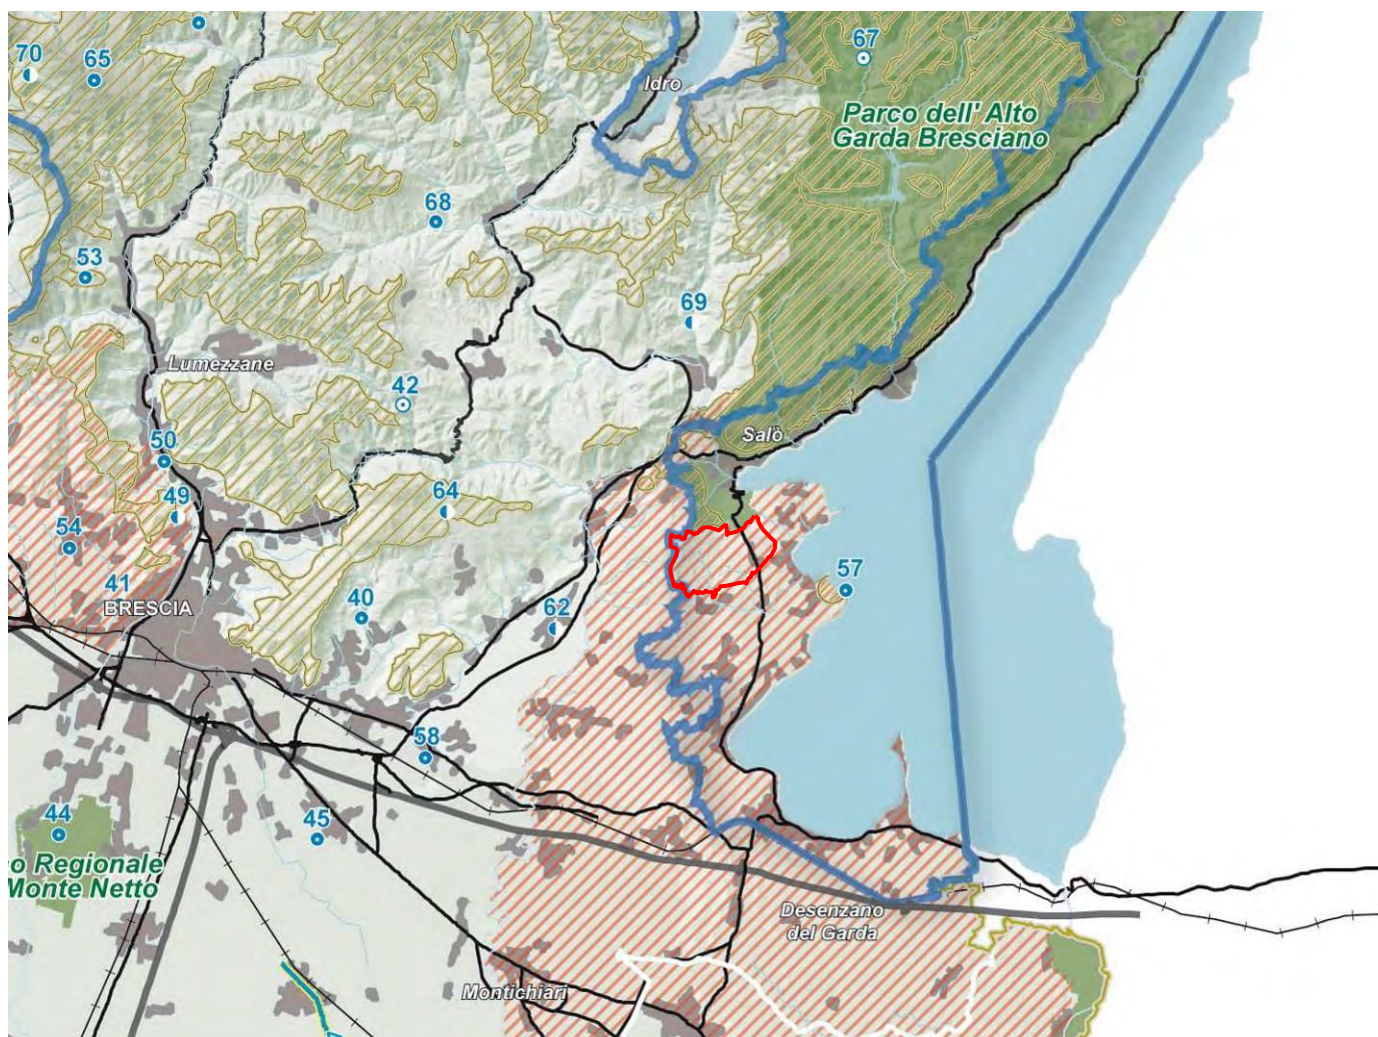 70
65
67
Idro
Parco dell' Alto
Garda Bresciano
68
53
69
Lumezzane
42
Salò
50
64
49
54
57
41
BRESCIA
40
62
58
44
45
co Regionale
Monte Netto
Desenzano
del Garda
Montichiari